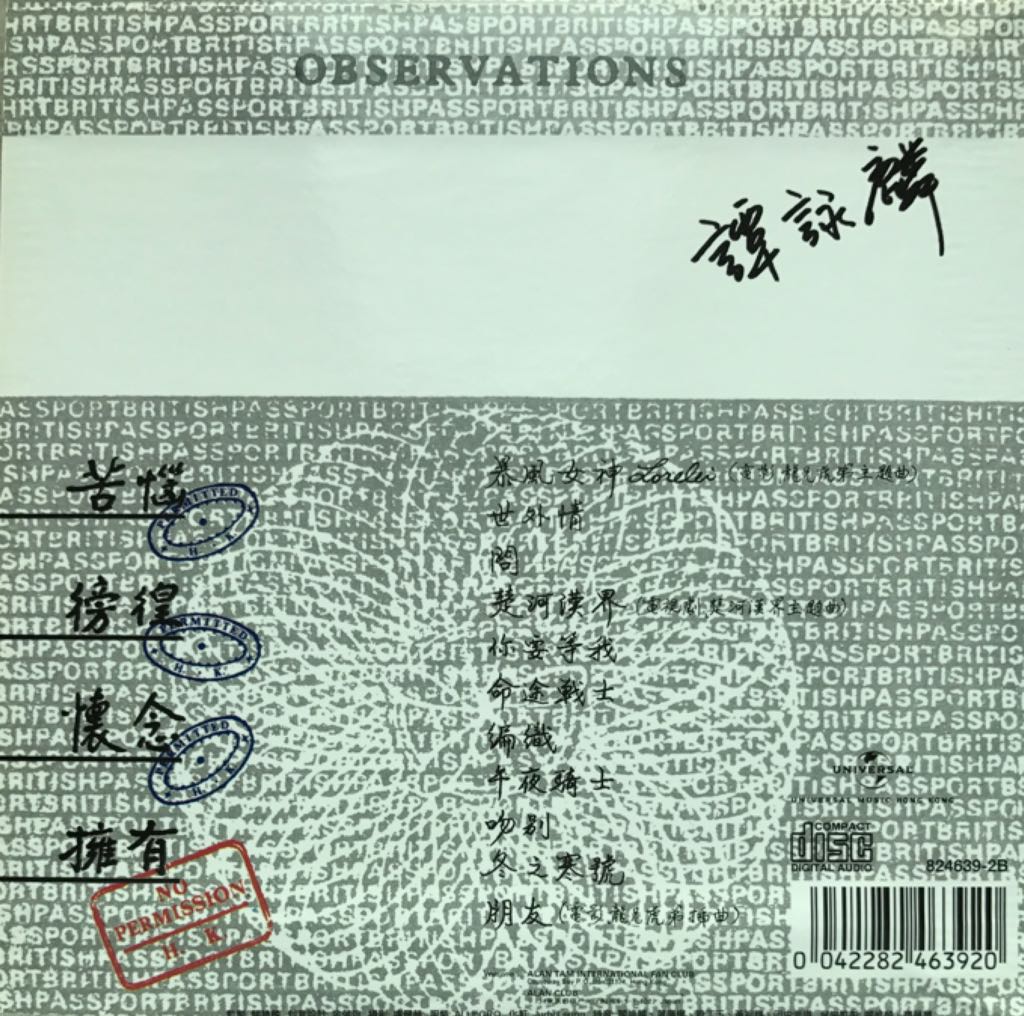 OBSERVATIONS
譚詠麟
苦惱
PERMITTED
H. K.
徬徨
PERMITTED
H. K.
懷念
PERMITTED
H. K.
擁有
NO
PERMISSION
H. K.
暴風女神 Lorelei (電影龍兄虎弟主題曲)
世外情
問
楚河漢界 (電視劇楚河漢界主題曲)
你要等我
命途戰士
編織
午夜騎士
吻別
冬之寒號
朋友 (電影龍兄虎弟插曲)
UNIVERSAL
UNIVERSAL MUSIC HONG KONG
COMPACT
disc
DIGITAL AUDIO
824639-2B
0 042282 463920
ALAN TAM INTERNATIONAL FAN CLUB
ALAN CLUB